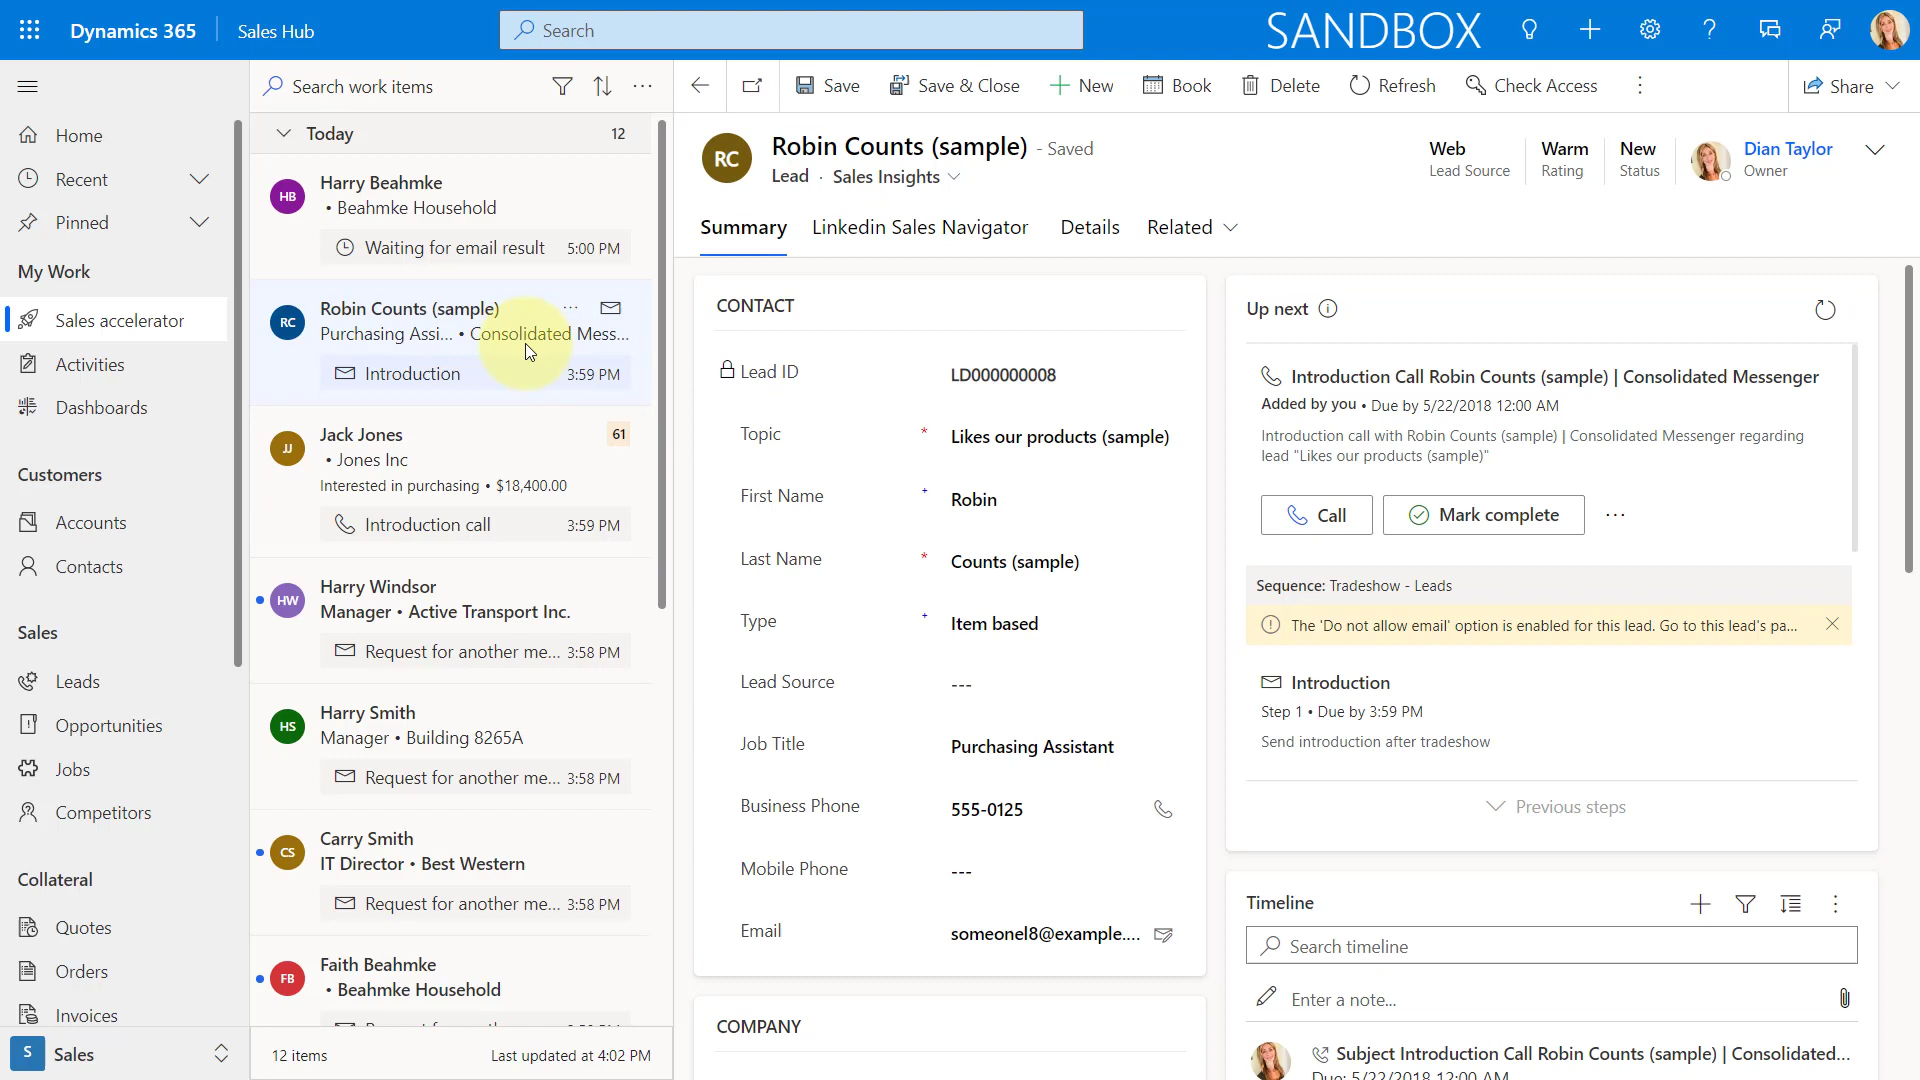 Dynamics 365
Sales Hub
Search
SANDBOX
Home
Recent
Pinned
My Work
Sales accelerator
Activities
Dashboards
Customers
Accounts
Contacts
Sales
Leads
Opportunities
Jobs
Competitors
Collateral
Quotes
Orders
Invoices
S Sales
Search work items
Today 12
HB
Harry Beahmke
• Beahmke Household
Waiting for email result 5:00 PM
RC
Robin Counts (sample)
Purchasing Assi... • Consolidated Mess...
Introduction 3:59 PM
JJ
Jack Jones 61
• Jones Inc
Interested in purchasing • $18,400.00
Introduction call 3:59 PM
HW
Harry Windsor
Manager • Active Transport Inc.
Request for another me... 3:58 PM
HS
Harry Smith
Manager • Building 8265A
Request for another me... 3:58 PM
CS
Carry Smith
IT Director • Best Western
Request for another me... 3:58 PM
FB
Faith Beahmke
• Beahmke Household
12 items Last updated at 4:02 PM
Save Save & Close New Book Delete Refresh Check Access Share
RC
Robin Counts (sample) - Saved
Lead · Sales Insights
Web
Lead Source
Warm
Rating
New
Status
Dian Taylor
Owner
Summary Linkedin Sales Navigator Details Related
CONTACT
Lead ID LD000000008
Topic * Likes our products (sample)
First Name + Robin
Last Name * Counts (sample)
Type + Item based
Lead Source ---
Job Title Purchasing Assistant
Business Phone 555-0125
Mobile Phone ---
Email someonel8@example....
COMPANY
Up next
Introduction Call Robin Counts (sample) | Consolidated Messenger
Added by you • Due by 5/22/2018 12:00 AM
Introduction call with Robin Counts (sample) | Consolidated Messenger regarding
lead "Likes our products (sample)"
Call Mark complete
Sequence: Tradeshow - Leads
The 'Do not allow email' option is enabled for this lead. Go to this lead's pa...
Introduction
Step 1 • Due by 3:59 PM
Send introduction after tradeshow
Previous steps
Timeline
Search timeline
Enter a note...
Subject Introduction Call Robin Counts (sample) | Consolidated...
Due: 5/22/2018 12:00 AM